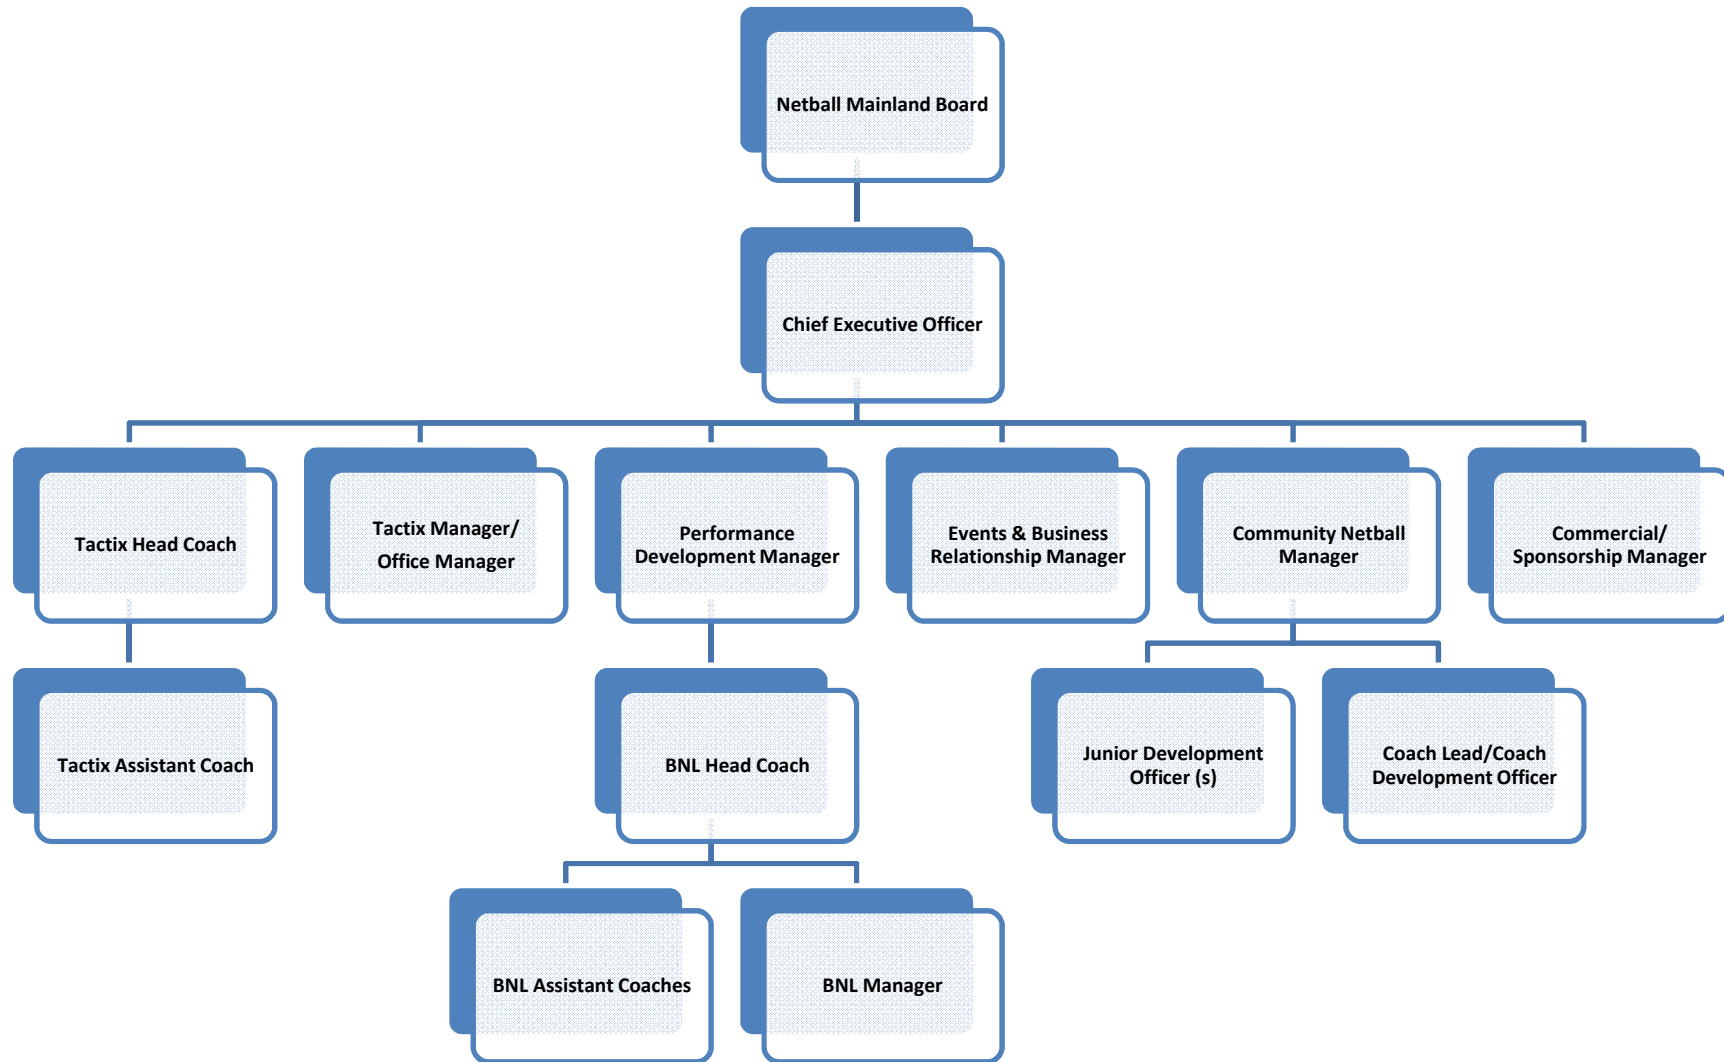 Netball Mainland Board
Chief Executive Officer
Tactix Head Coach
Tactix Manager/
Office Manager
Performance
Development Manager
Events & Business
Relationship Manager
Community Netball
Manager
Commercial/
Sponsorship Manager
Tactix Assistant Coach
BNL Head Coach
Junior Development
Officer (s)
Coach Lead/Coach
Development Officer
BNL Assistant Coaches
BNL Manager